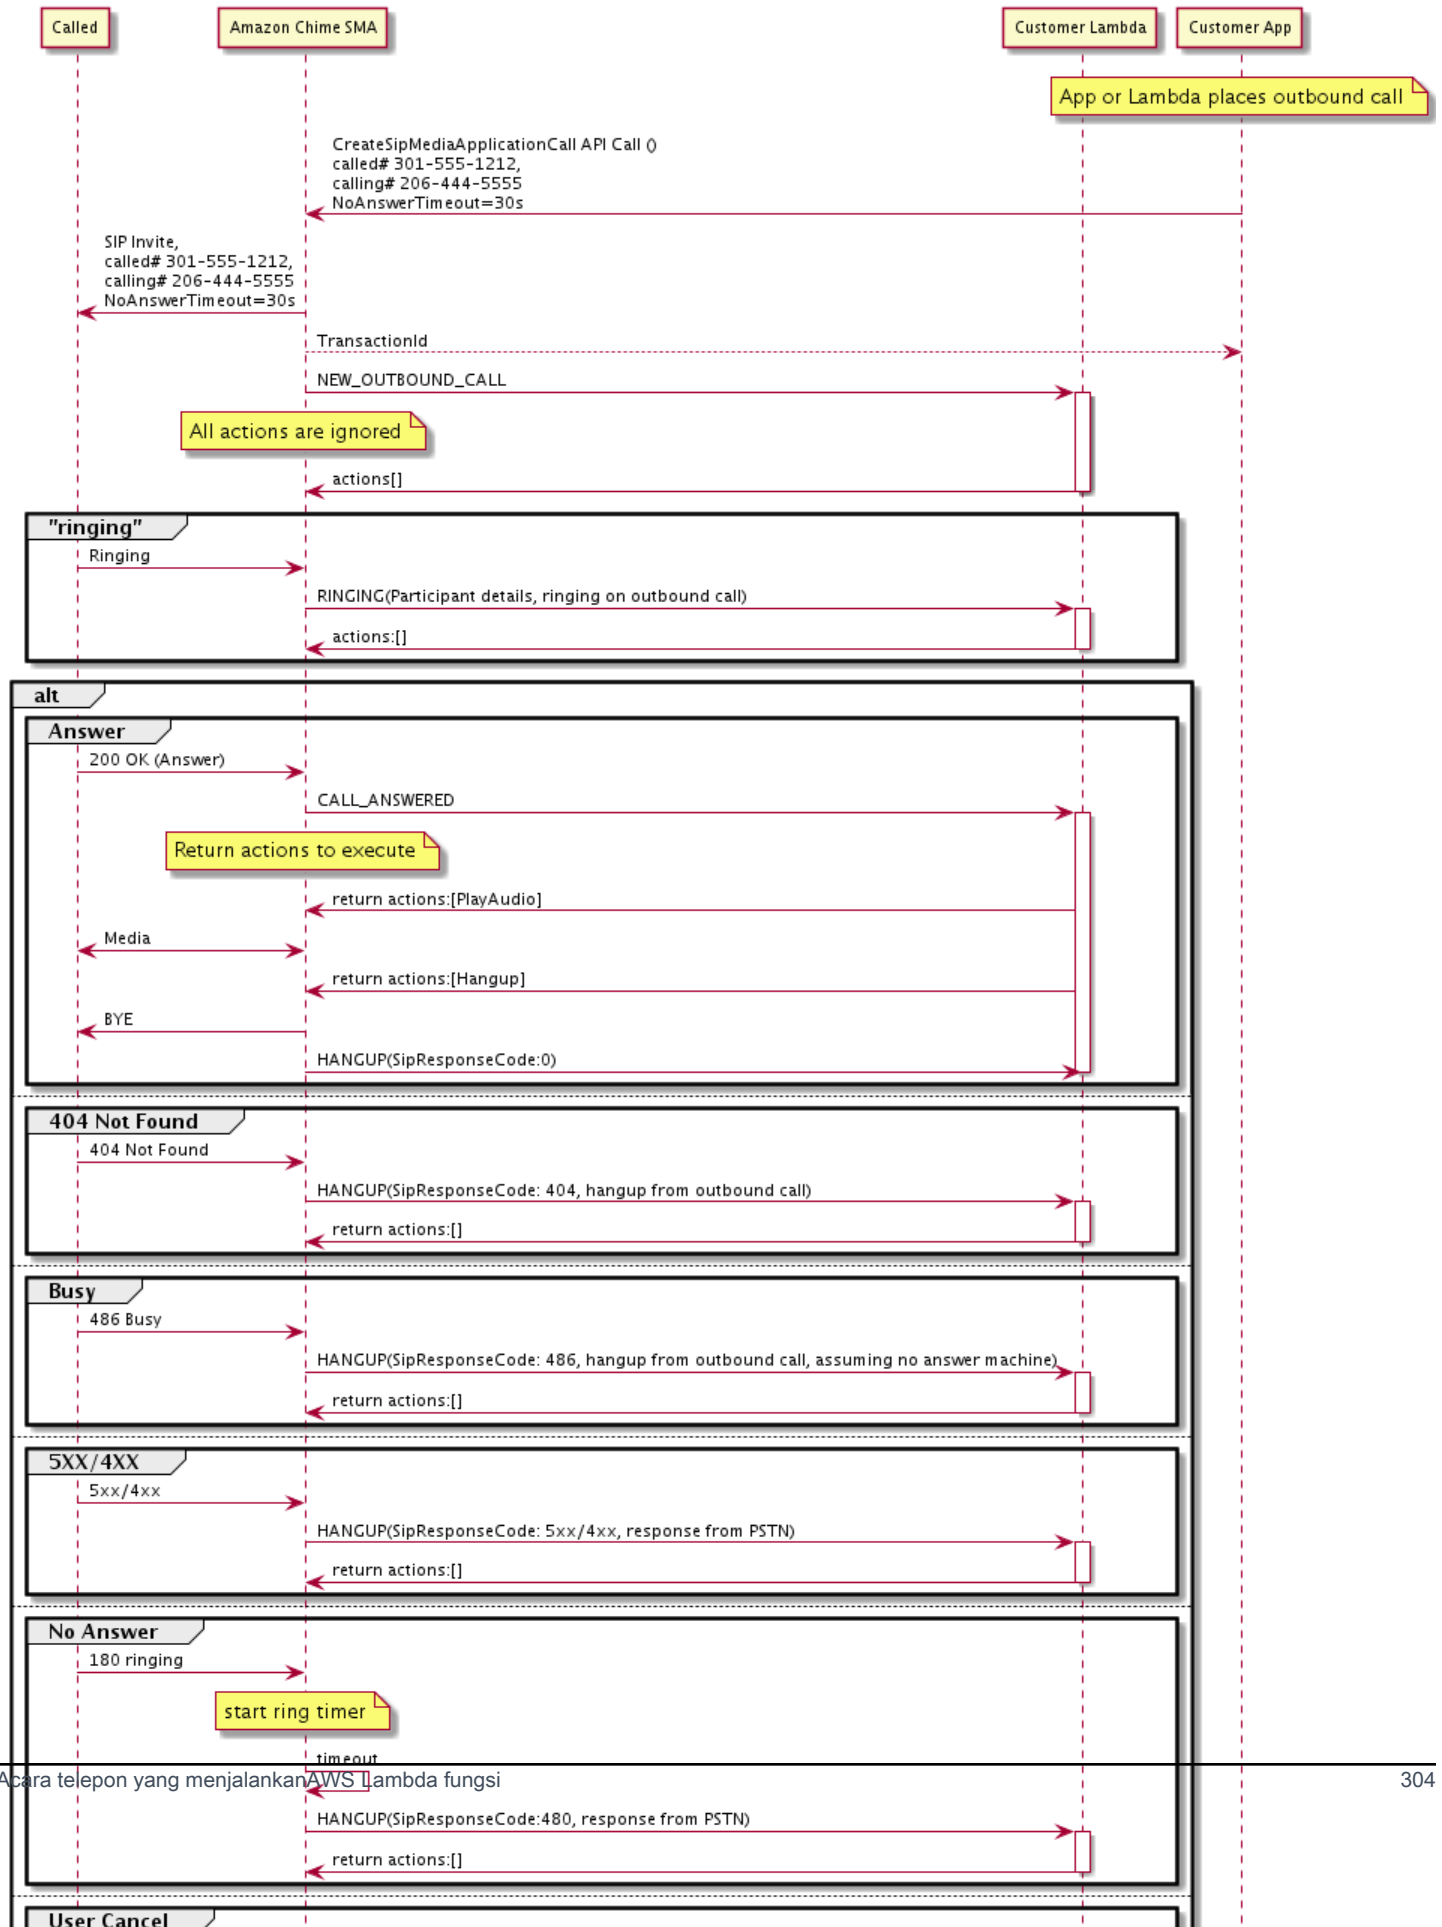 Called
Amazon Chime SMA
Customer Lambda
Customer App
App or Lambda places outbound call
CreateSipMediaApplicationCall API Call ()
called# 301-555-1212,
calling# 206-444-5555
NoAnswerTimeout=30s
SIP Invite,
called# 301-555-1212,
calling# 206-444-5555
NoAnswerTimeout=30s
TransactionId
NEW_OUTBOUND_CALL
All actions are ignored
actions[]
"ringing"
Ringing
RINGING(Participant details, ringing on outbound call)
actions:[]
alt
Answer
200 OK (Answer)
CALL_ANSWERED
Return actions to execute
return actions:[PlayAudio]
Media
return actions:[Hangup]
BYE
HANGUP(SipResponseCode:0)
404 Not Found
404 Not Found
HANGUP(SipResponseCode: 404, hangup from outbound call)
return actions:[]
Busy
486 Busy
HANGUP(SipResponseCode: 486, hangup from outbound call, assuming no answer machine)
return actions:[]
5XX/4XX
5xx/4xx
HANGUP(SipResponseCode: 5xx/4xx, response from PSTN)
return actions:[]
No Answer
180 ringing
start ring timer
timeout
Acara telepon yang menjalankanAWS Lambda fungsi
304
HANGUP(SipResponseCode:480, response from PSTN)
return actions:[]
User Cancel